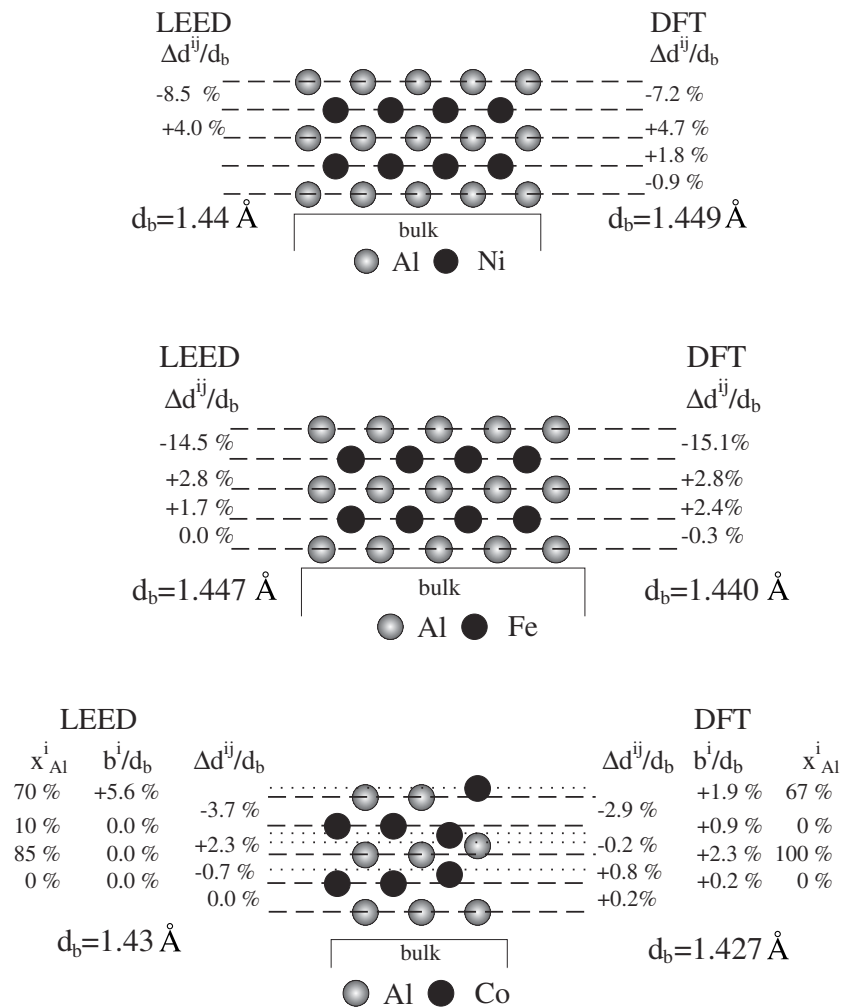 LEED DFT
Δd^ij/d_b Δd^ij/d_b
-8.5 % -7.2 %
+4.0 % +4.7 %
+1.8 %
-0.9 %
d_b=1.44 Å d_b=1.449 Å
bulk
Al Ni
LEED DFT
Δd^ij/d_b Δd^ij/d_b
-14.5 % -15.1%
+2.8 % +2.8%
+1.7 % +2.4%
0.0 % -0.3 %
d_b=1.447 Å d_b=1.440 Å
bulk
Al Fe
LEED DFT
x^i_Al b^i/d_b Δd^ij/d_b Δd^ij/d_b b^i/d_b x^i_Al
70 % +5.6 % +1.9 % 67 %
-3.7 % -2.9 %
10 % 0.0 % +0.9 % 0 %
+2.3 % -0.2 %
85 % 0.0 % +2.3 % 100 %
-0.7 % +0.8 %
0 % 0.0 % +0.2 % 0 %
0.0 % +0.2%
d_b=1.43 Å d_b=1.427 Å
bulk
Al Co